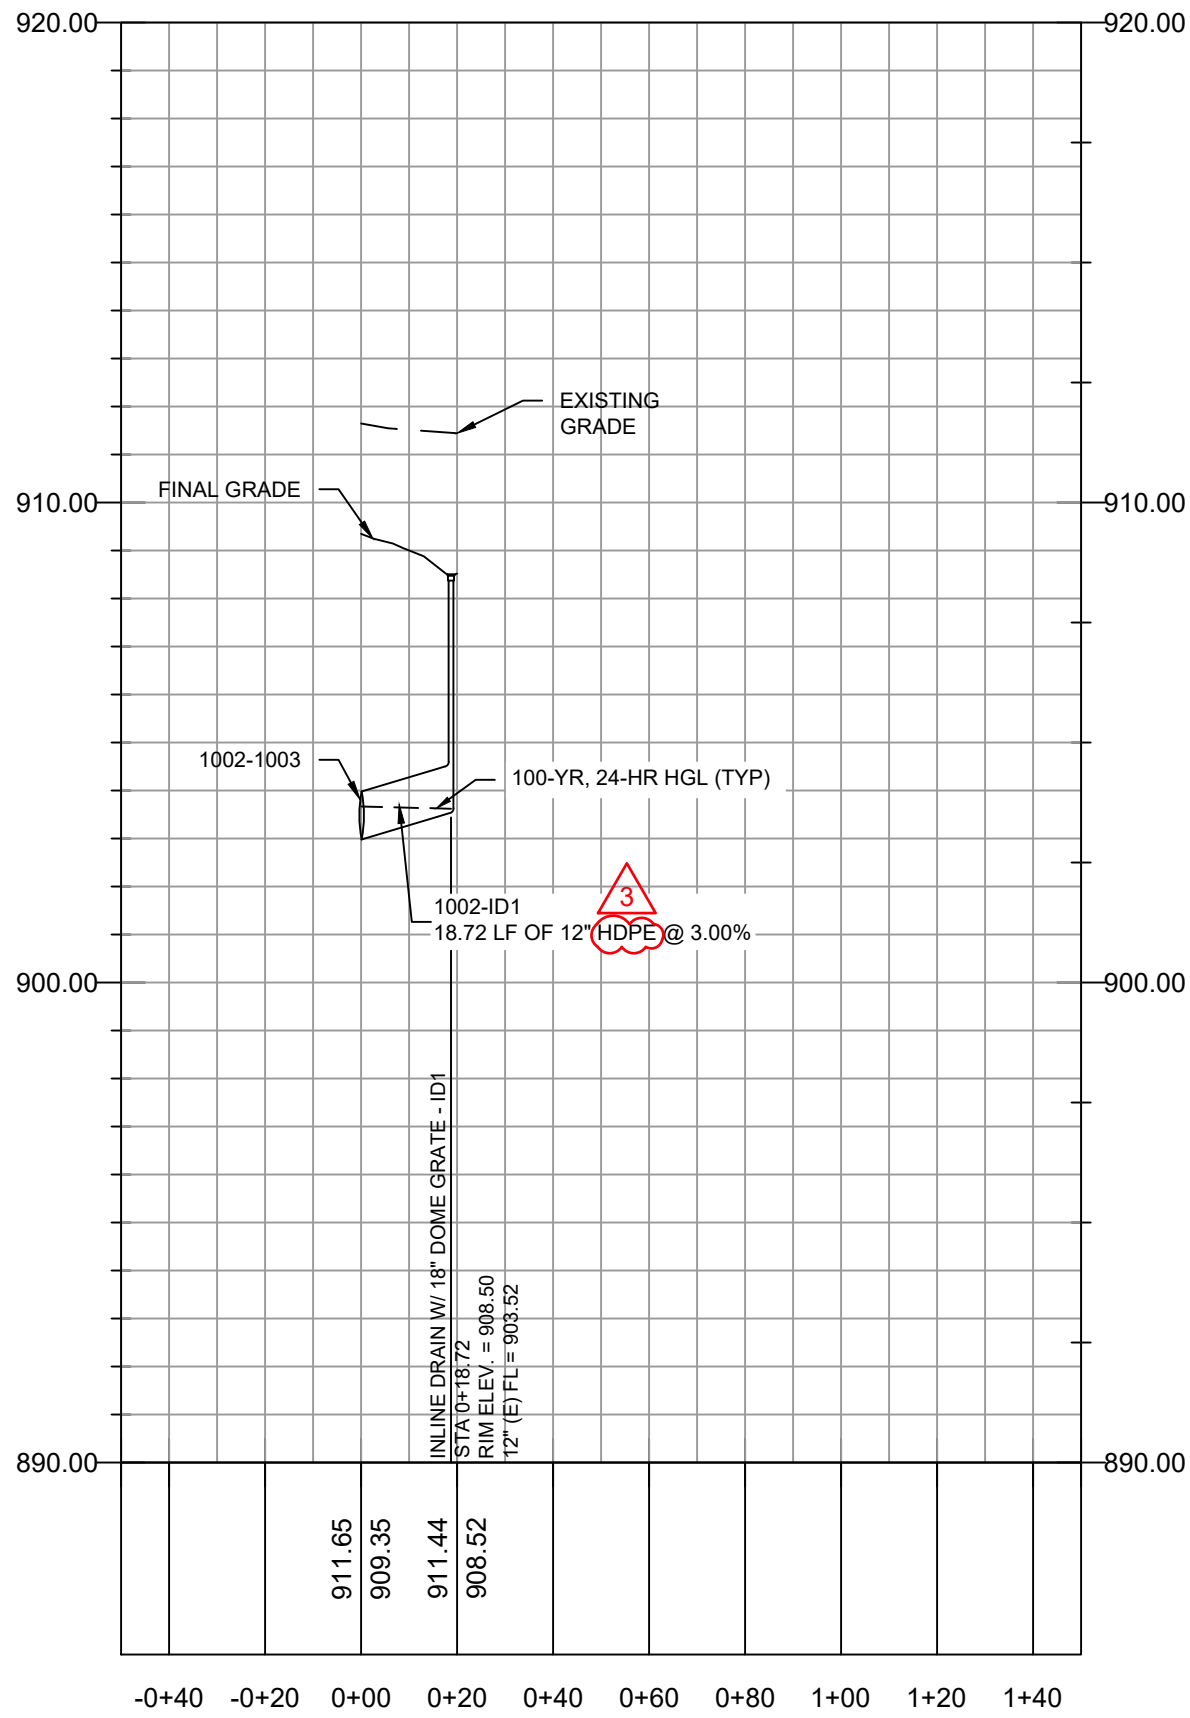 920.00
920.00
EXISTING
GRADE
FINAL GRADE
910.00
910.00
1002-1003
100-YR, 24-HR HGL (TYP)
3
1002-ID1
18.72 LF OF 12" HDPE @ 3.00%
900.00
900.00
INLINE DRAIN W/ 18" DOME GRATE - ID1
STA 0+18.72
RIM ELEV. = 908.50
12" (E) FL = 903.52
890.00
890.00
911.65
909.35
911.44
908.52
-0+40 -0+20 0+00 0+20 0+40 0+60 0+80 1+00 1+20 1+40